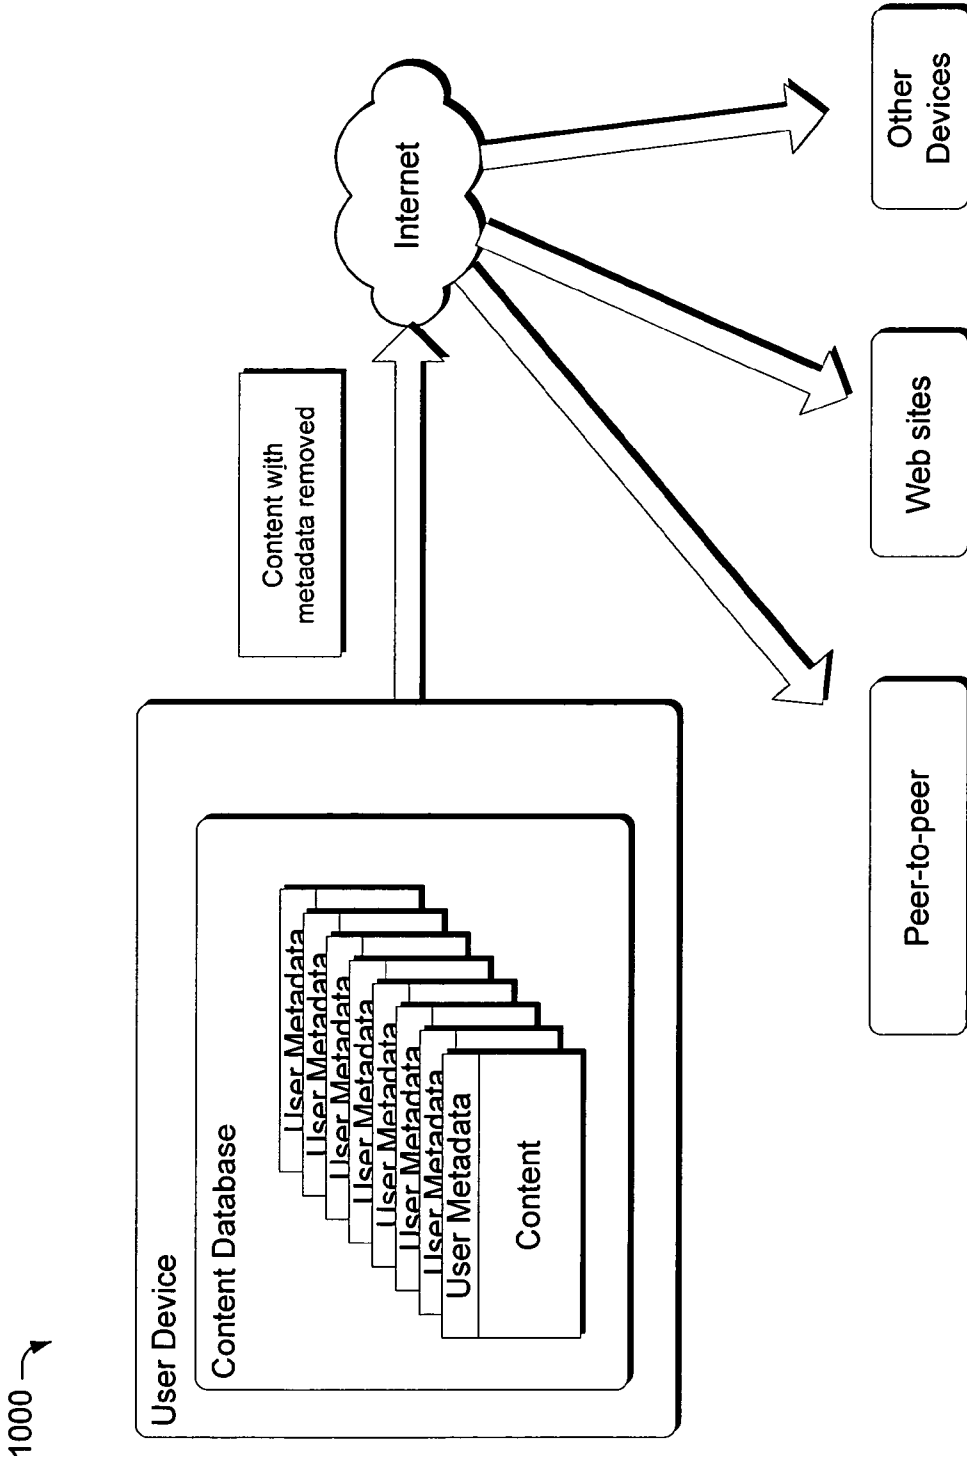 1000
User Device
Content Database
User Metadata
User Metadata
User Metadata
User Metadata
User Metadata
User Metadata
User Metadata
User Metadata
Content
Content with
metadata removed
Internet
Peer-to-peer
Web sites
Other
Devices